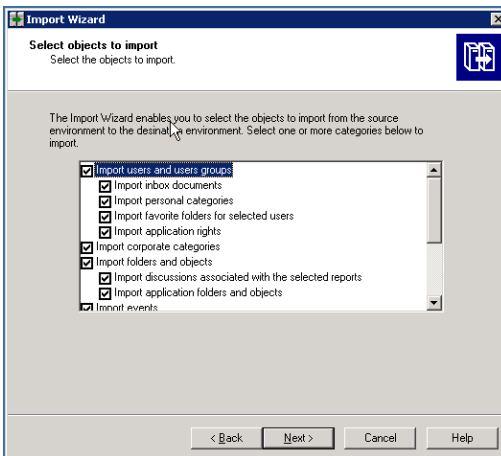 Import Wizard
Select objects to import
Select the objects to import.
The Import Wizard enables you to select the objects to import from the source
environment to the environment. Select one or more categories below to
import.
Import users and users groups
Import inbox documents
Import personal categories
Import favorite folders for selected users
Import application rights
Import corporate categories
Import folders and objects
Import discussions associated with the selected reports
Import application folders and objects
Import events
< Back
Next >
Cancel
Help